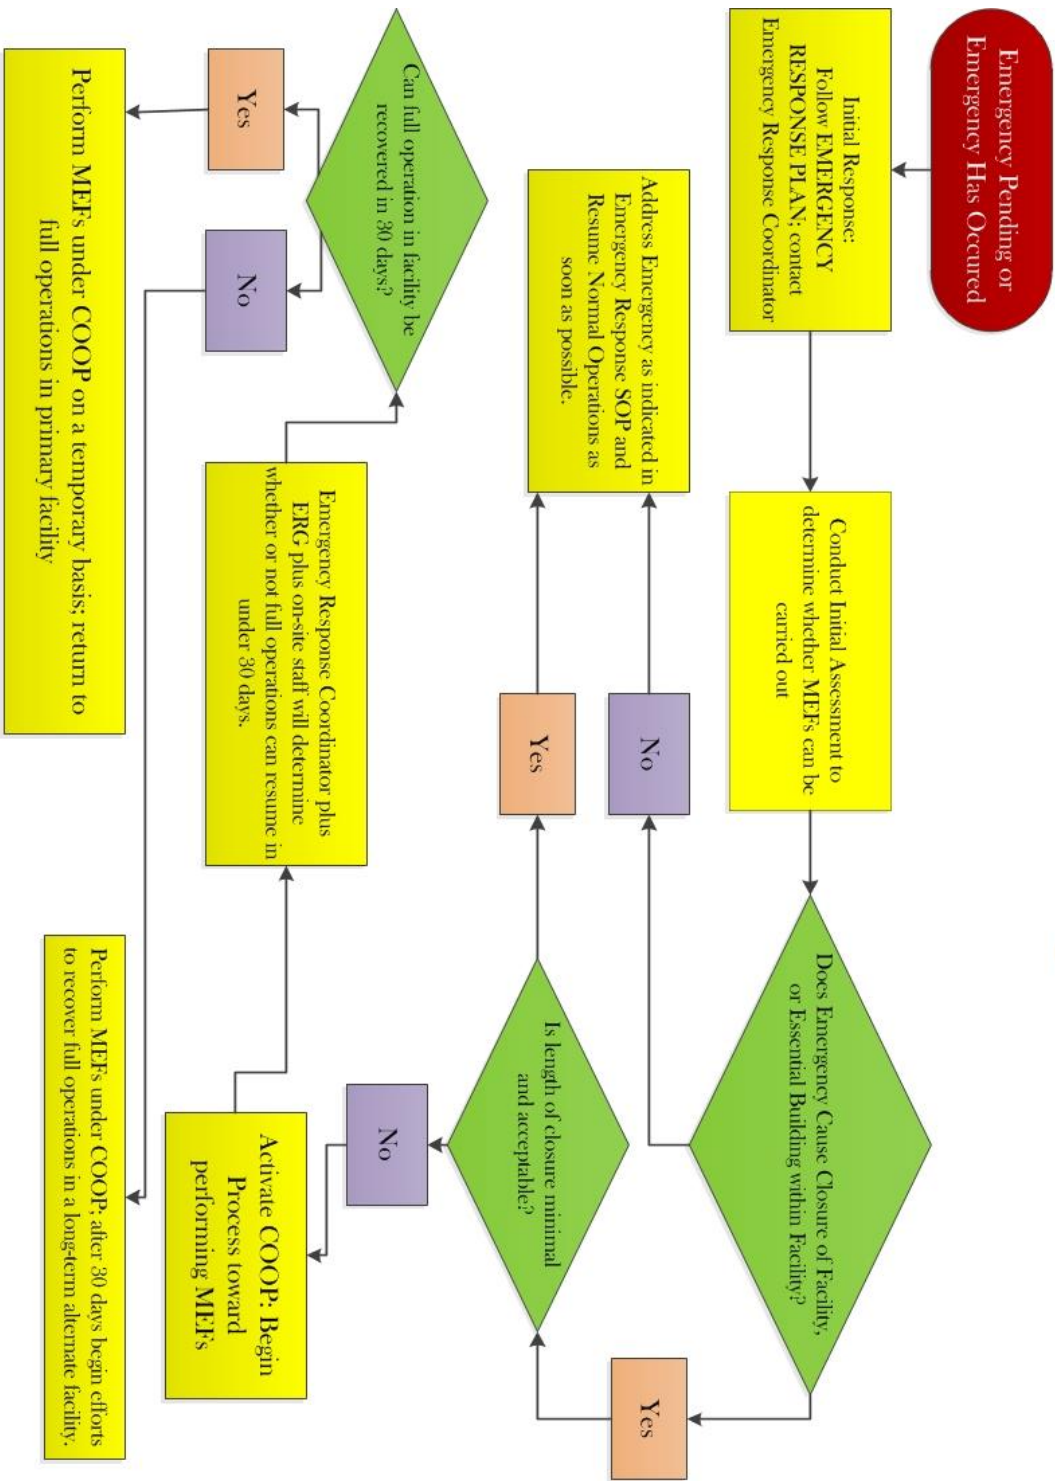 Emergency Pending or
Emergency Has Occured
Initial Response:
Follow EMERGENCY
RESPONSE PLAN; contact
Emergency Response Coordinator
Conduct Initial Assessment to
determine whether MEFs can be
carried out
Does Emergency Cause Closure of Facility,
or Essential Building within Facility?
Yes
No
Address Emergency as indicated in
Emergency Response SOP and
Resume Normal Operations as
soon as possible.
Yes
Is length of closure minimal
and acceptable?
No
Activate COOP: Begin
Process toward
performing MEFs
Emergency Response Coordinator plus
ERG plus on-site staff will determine
whether or not full operations can resume in
under 30 days.
Can full operation in facility be
recovered in 30 days?
Yes
No
Perform MEFs under COOP on a temporary basis; return to
full operations in primary facility
Perform MEFs under COOP; after 30 days begin efforts
to recover full operations in a long-term alternate facility.